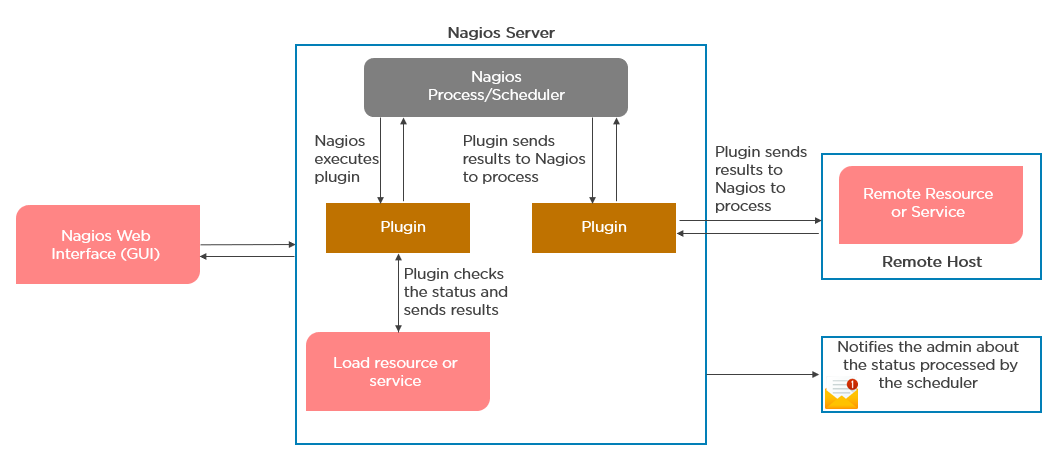 Nagios Server
Nagios
Process/Scheduler
Nagios
executes
plugin
Plugin sends
results to Nagios
to process
Plugin sends
results to
Nagios to
process
Remote Resource
or Service
Remote Host
Nagios Web
Interface (GUI)
Plugin
Plugin
Plugin checks
the status and
sends results
Load resource or
service
Notifies the admin about
the status processed by
the scheduler
1